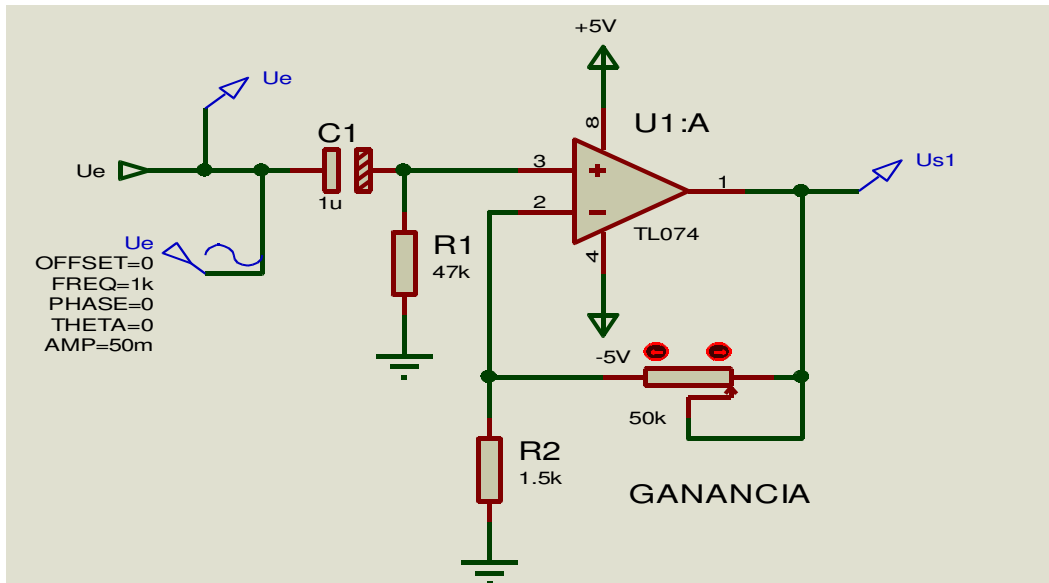 +5V
Ue
C1
8
U1:A
Ue
3
1
Us1
1u
2
Ue
OFFSET=0
FREQ=1k
PHASE=0
THETA=0
AMP=50m
R1
47k
TL074
4
-5V
50k
R2
1.5k
GANANCIA